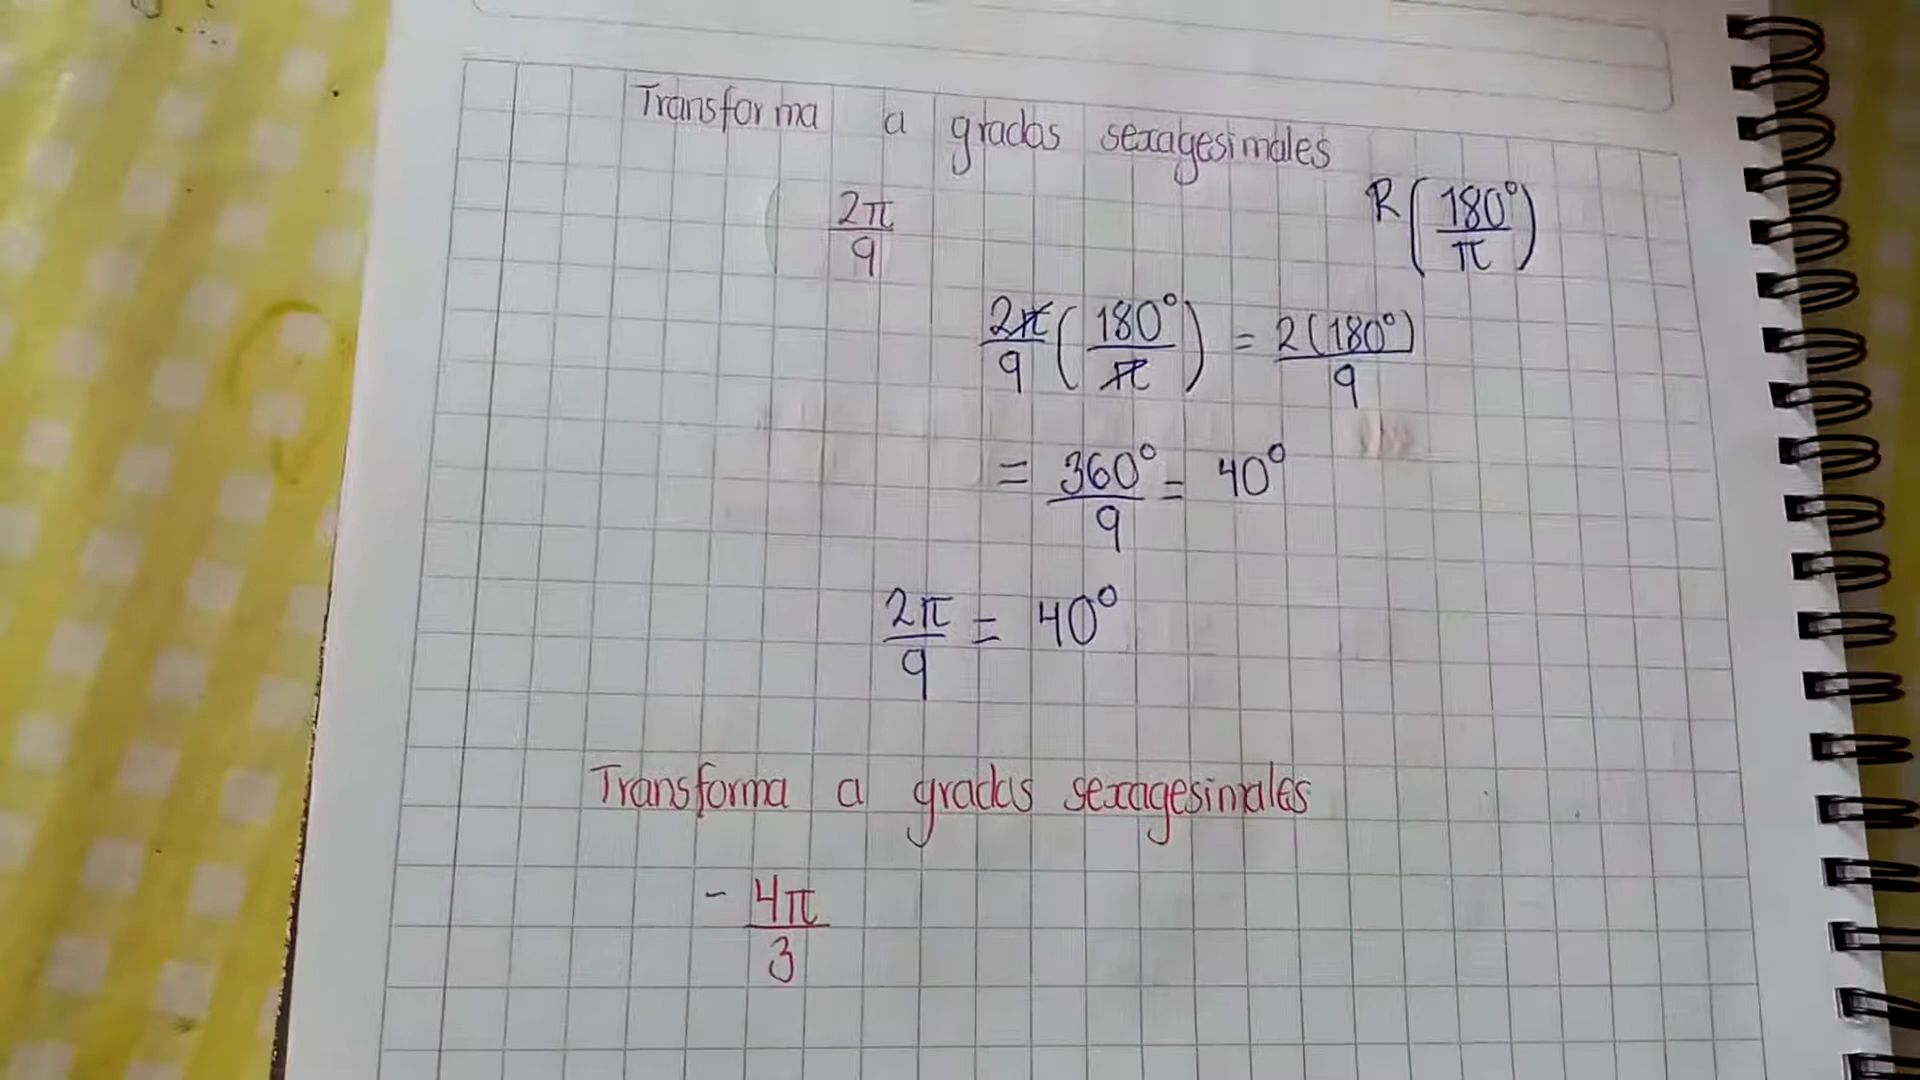 Transforma a grados sexagesimales
2π/9 R(180°/π)
2π/9 (180°/π) = 2(180°)/9
= 360°/9 = 40°
2π/9 = 40°
Transforma a grados sexagesimales
- 4π/3